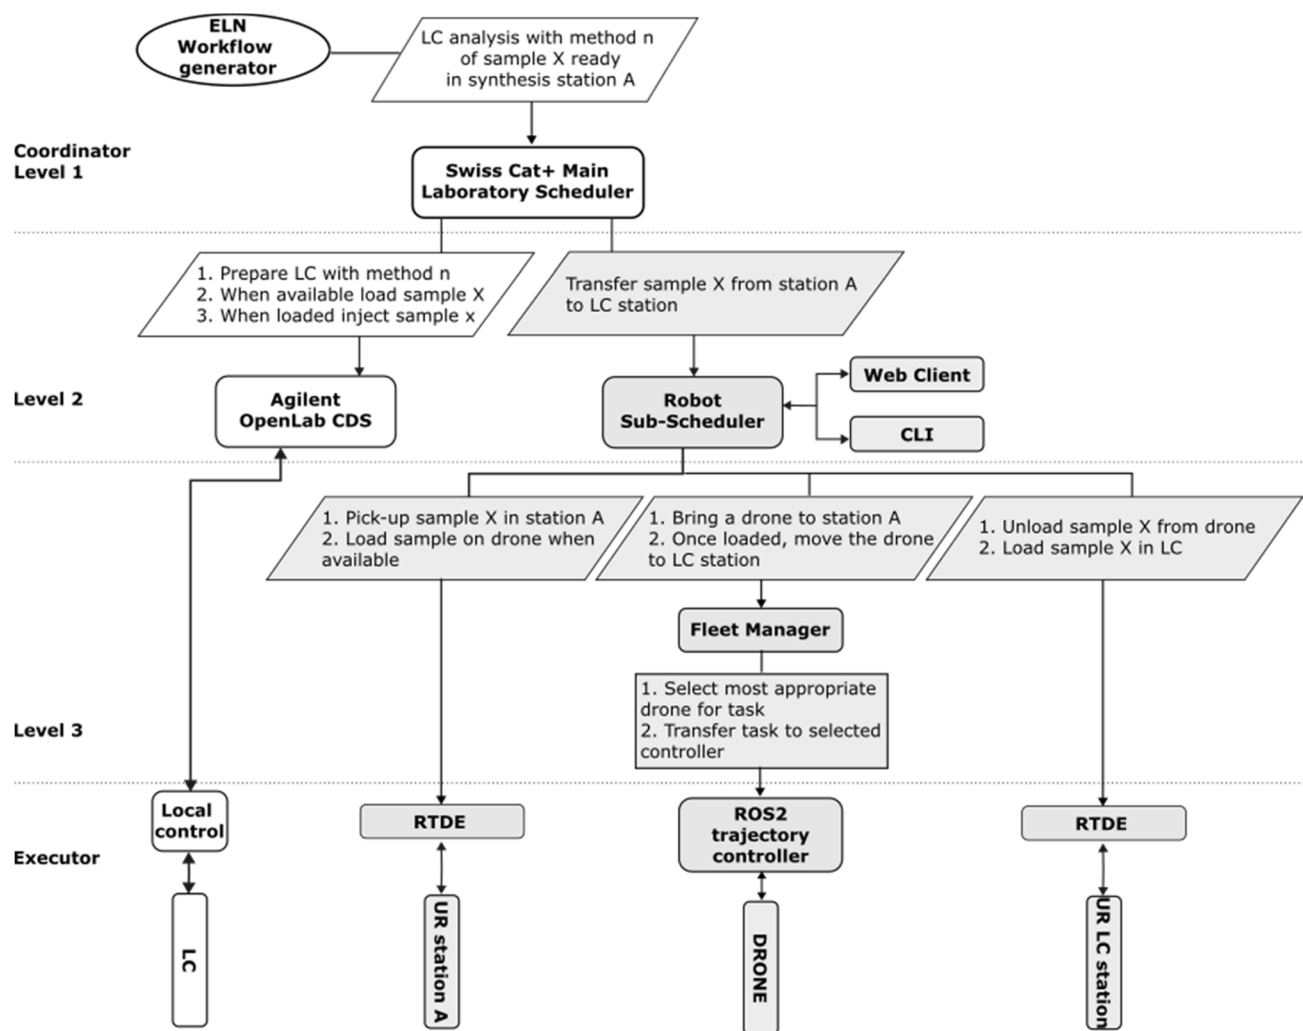 ELN
Workflow
generator
LC analysis with method n
of sample X ready
in synthesis station A
Coordinator
Level 1
Swiss Cat+ Main
Laboratory Scheduler
1. Prepare LC with method n
2. When available load sample X
3. When loaded inject sample x
Transfer sample X from station A
to LC station
Level 2
Agilent
OpenLab CDS
Robot
Sub-Scheduler
Web Client
CLI
1. Pick-up sample X in station A
2. Load sample on drone when
available
1. Bring a drone to station A
2. Once loaded, move the drone
to LC station
1. Unload sample X from drone
2. Load sample X in LC
Fleet Manager
1. Select most appropriate
drone for task
2. Transfer task to selected
controller
Level 3
Local
control
RTDE
ROS2
trajectory
controller
RTDE
Executor
LC
UR station A
DRONE
UR LC station